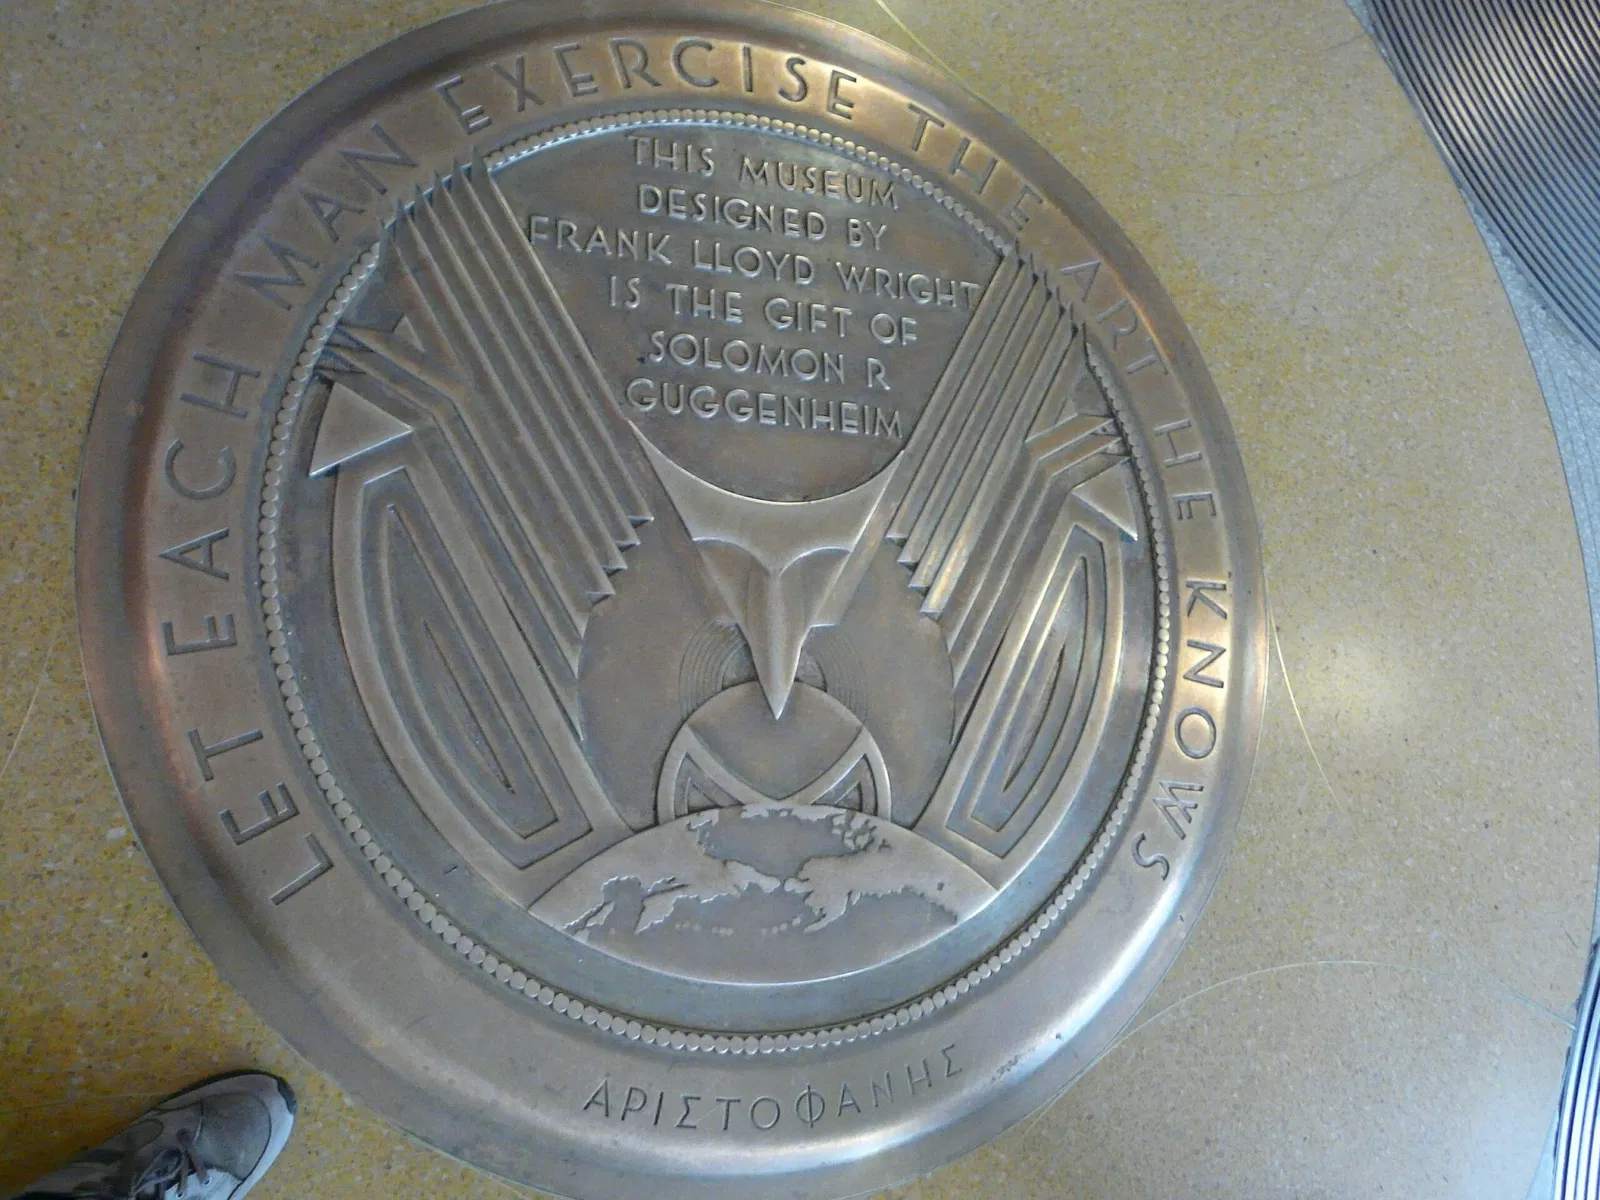 LET EACH MAN EXERCISE THE ART HE KNOWS
THIS MUSEUM
DESIGNED BY
FRANK LLOYD WRIGHT
IS THE GIFT OF
SOLOMON R
GUGGENHEIM
ΑΡΙΣΤΟΦΑΝΗΣ